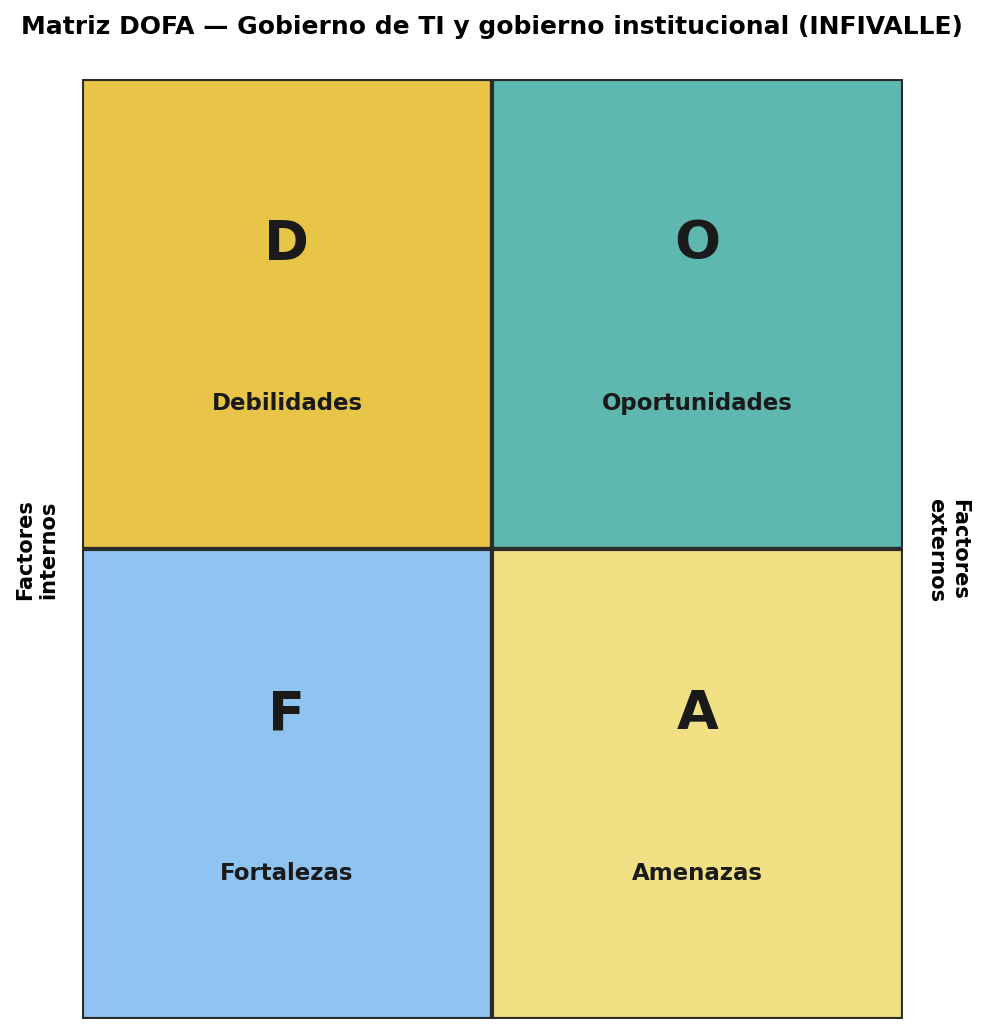 Matriz DOFA — Gobierno de TI y gobierno institucional (INFIVALLE)
D
Debilidades
O
Oportunidades
Factores
internos
Factores
externos
F
Fortalezas
A
Amenazas